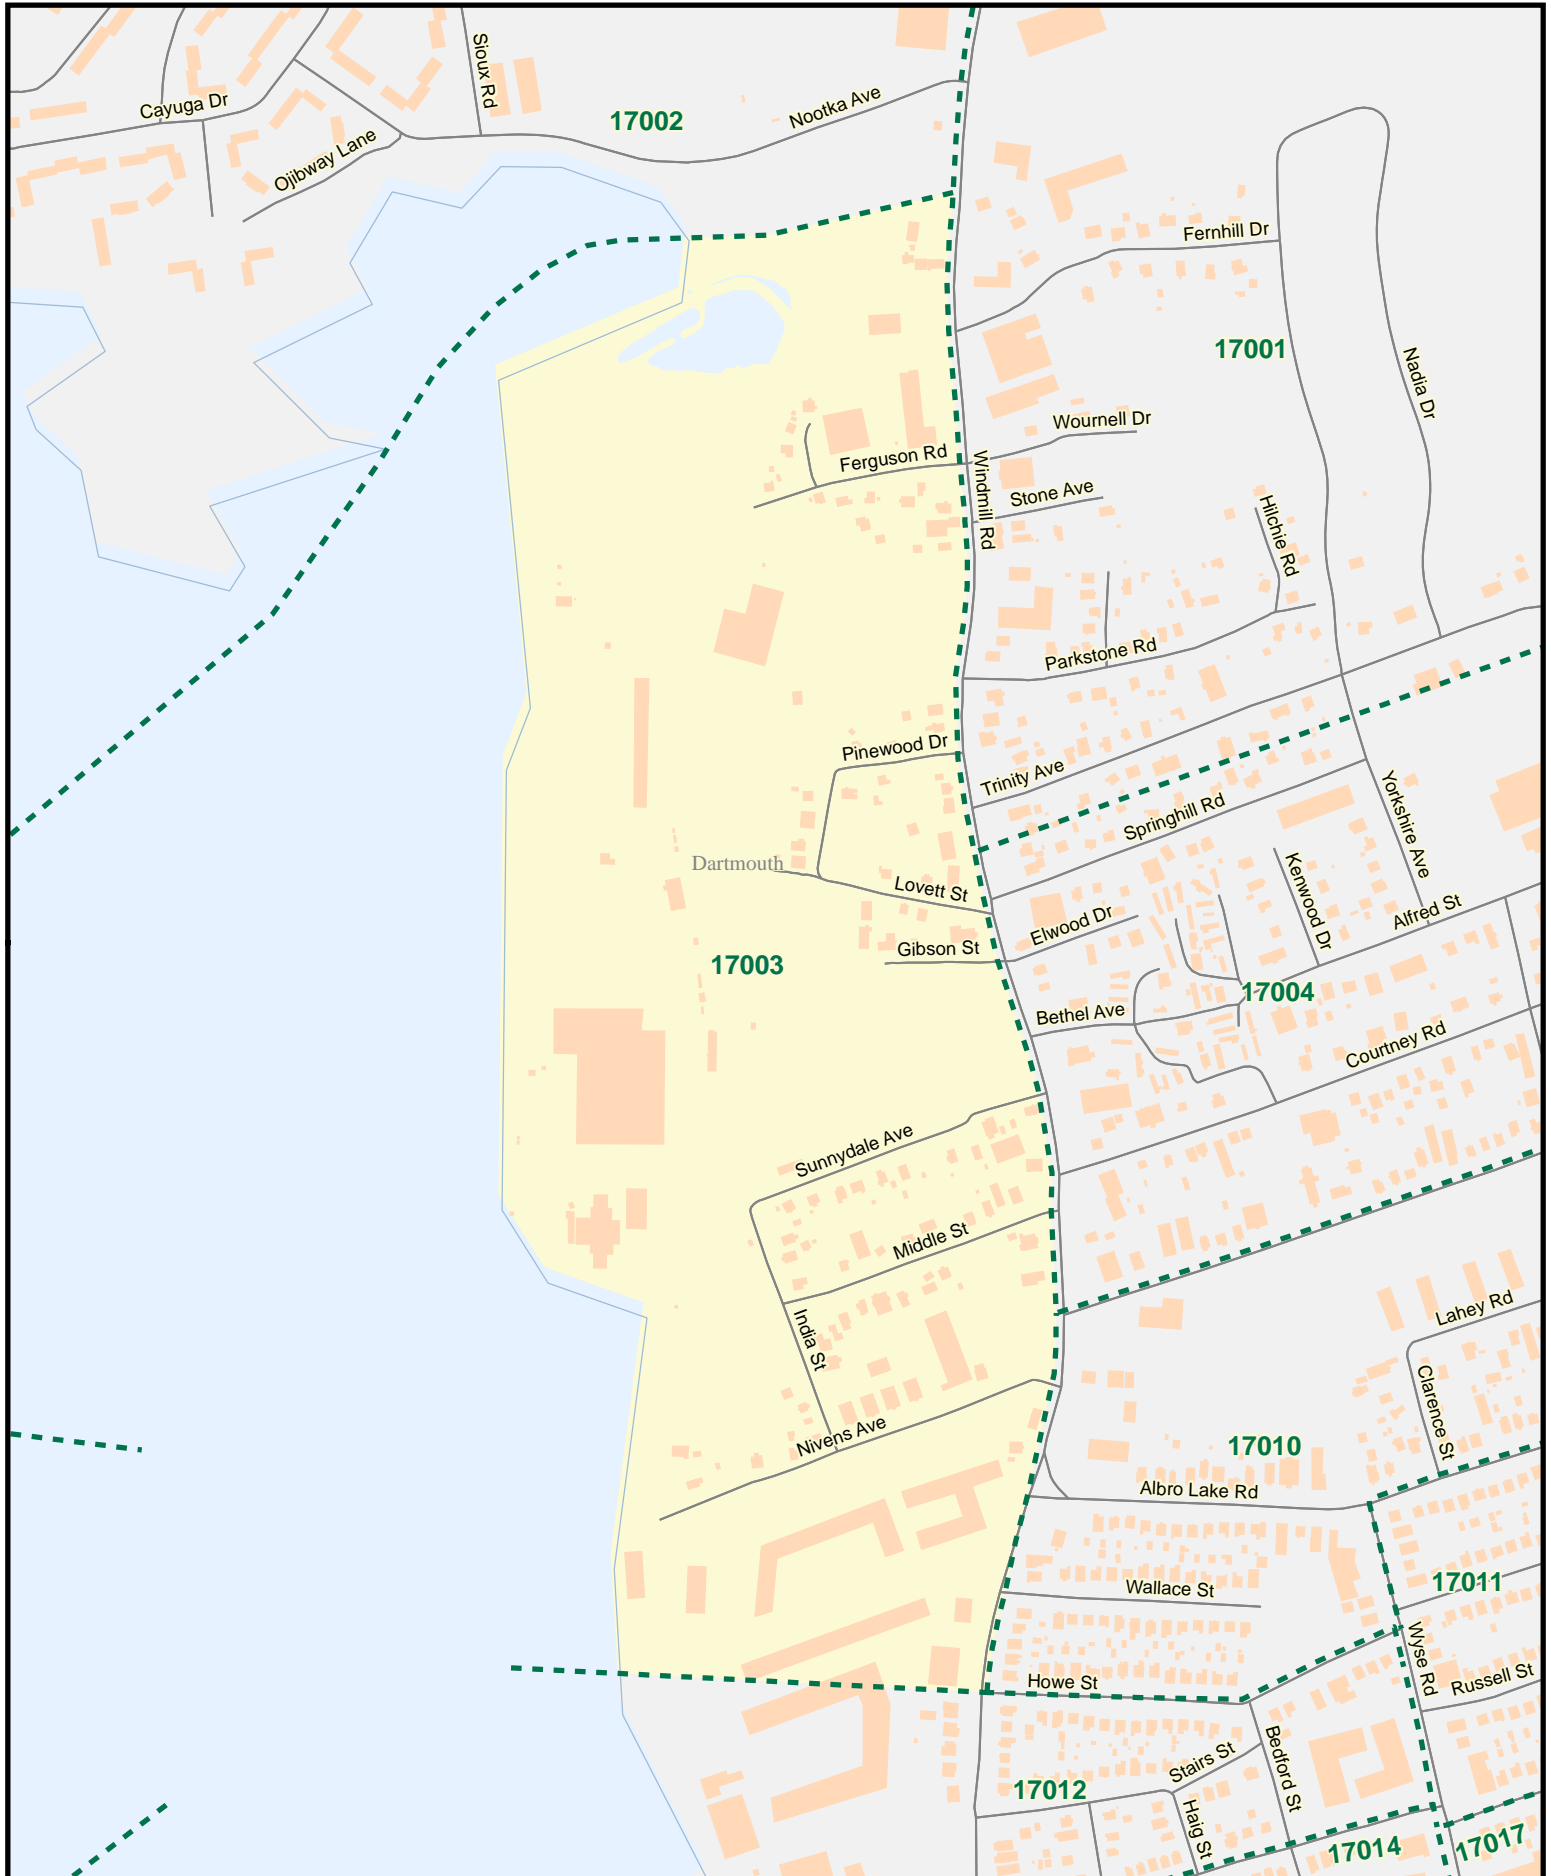 Sioux Rd
Cayuga Dr
17002
Nootka Ave
Ojibway Lane
Fernhill Dr
17001
Nadia Dr
Wournell Dr
Ferguson Rd
Windmill Rd
Stone Ave
Hilchie Rd
Parkstone Rd
Pinewood Dr
Trinity Ave
Springhill Rd
Yorkshire Ave
Dartmouth
Lovett St
Kenwood Dr
Alfred St
Elwood Dr
Gibson St
17003
17004
Bethel Ave
Courtney Rd
Sunnydale Ave
Middle St
India St
Lahey Rd
Clarence St
Nivens Ave
17010
Albro Lake Rd
Wallace St
17011
Wyse Rd
Howe St
Russell St
Stairs St
Bedford St
17012
Haig St
17014
17017